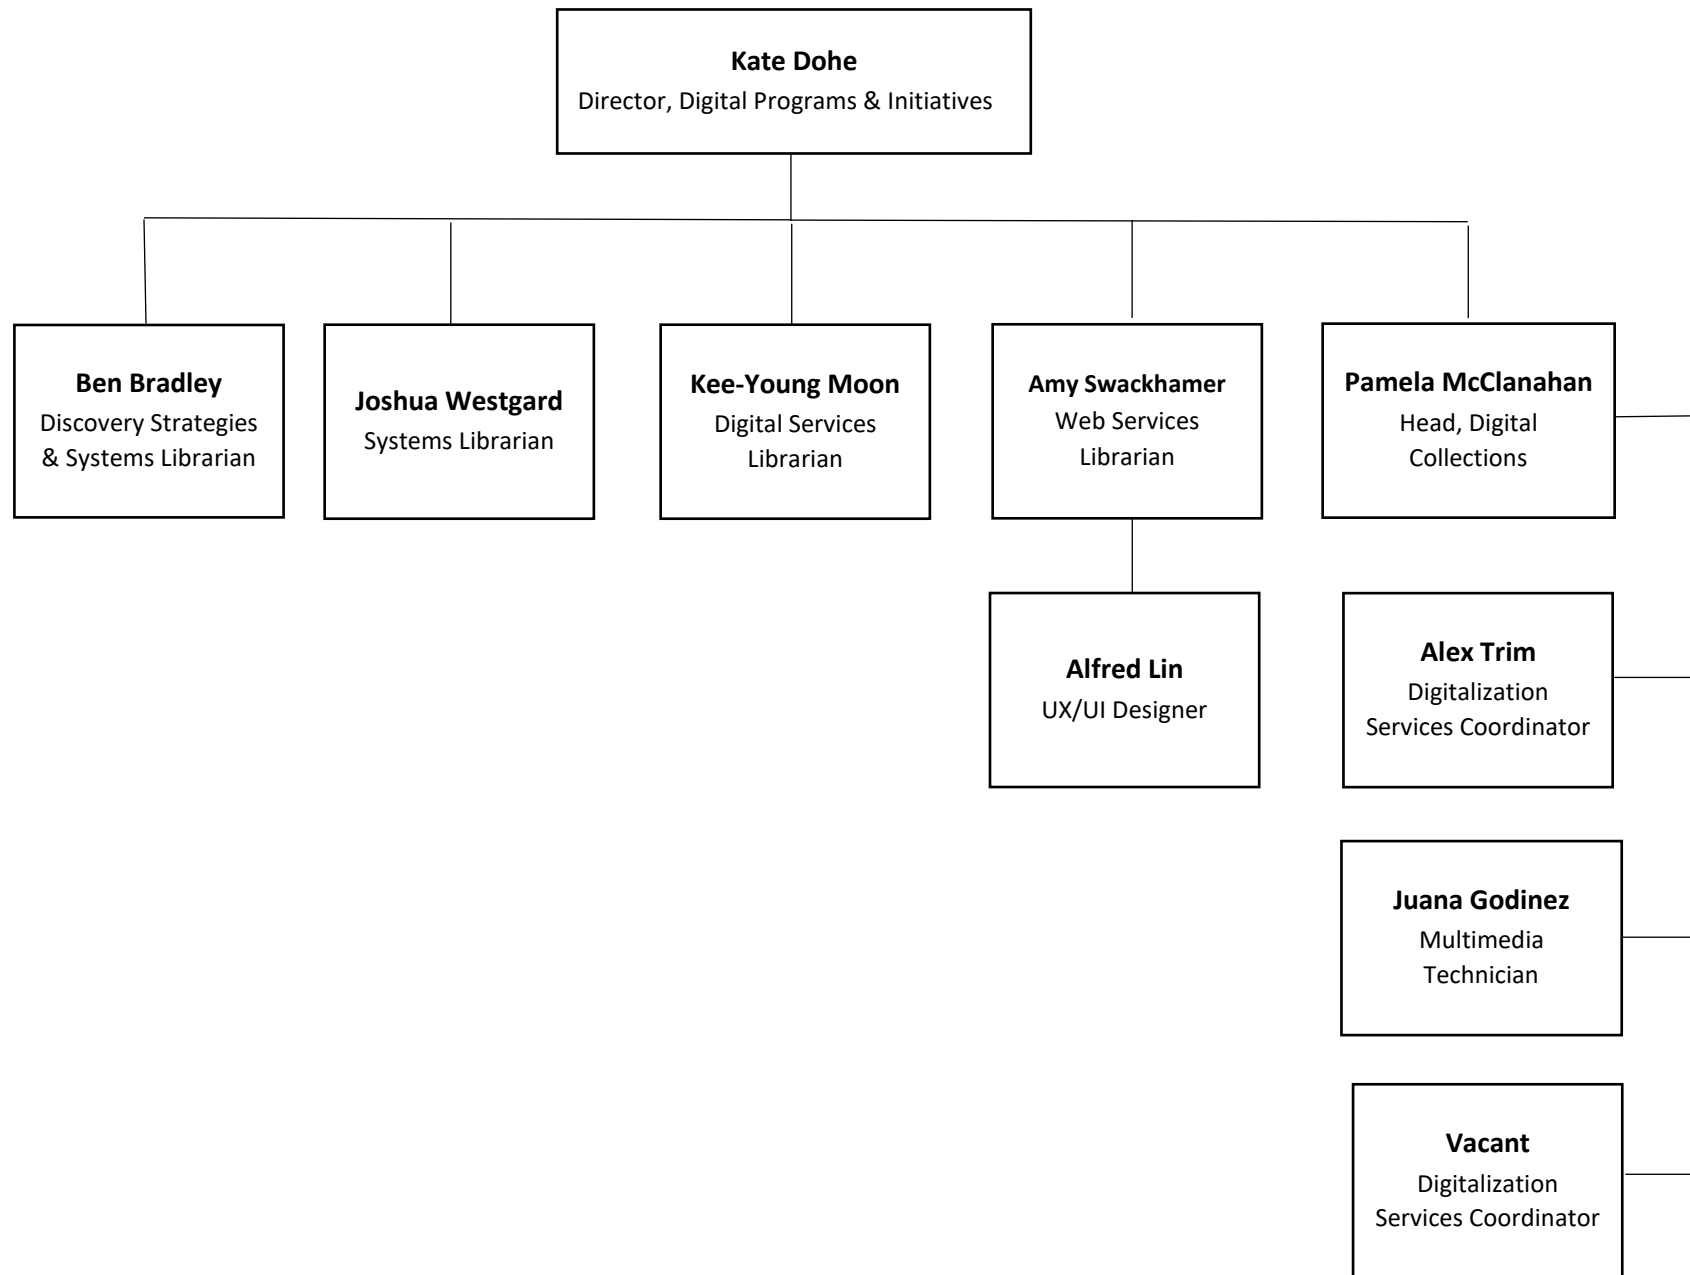 Kate Dohe
Director, Digital Programs & Initiatives
Ben Bradley
Discovery Strategies
& Systems Librarian
Joshua Westgard
Systems Librarian
Kee-Young Moon
Digital Services
Librarian
Amy Swackhamer
Web Services
Librarian
Pamela McClanahan
Head, Digital
Collections
Alfred Lin
UX/UI Designer
Alex Trim
Digitalization
Services Coordinator
Juana Godinez
Multimedia
Technician
Vacant
Digitalization
Services Coordinator